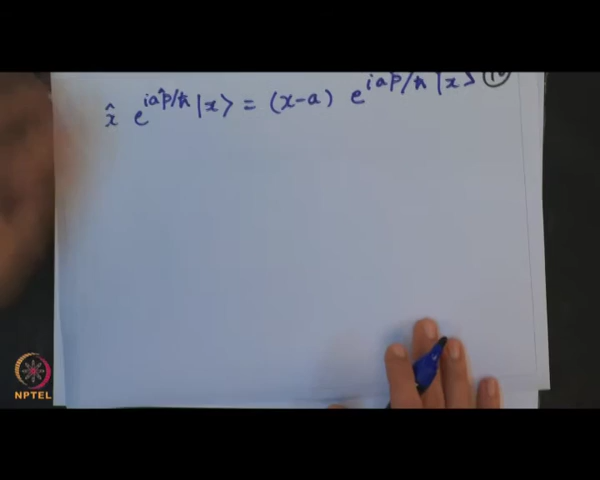 x̂ e^{iap̂/ħ} |x⟩ = (x-a) e^{iap̂/ħ} |x⟩
NPTEL